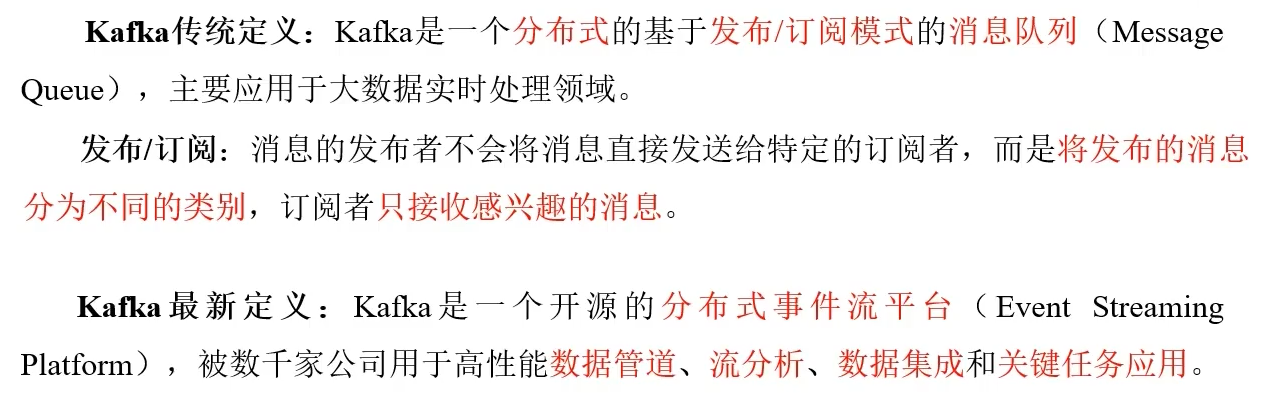 Kafka传统定义：Kafka是一个分布式的基于发布/订阅模式的消息队列（Message
Queue），主要应用于大数据实时处理领域。
发布/订阅：消息的发布者不会将消息直接发送给特定的订阅者，而是将发布的消息
分为不同的类别，订阅者只接收感兴趣的消息。
Kafka最新定义：Kafka是一个开源的分布式事件流平台（Event Streaming
Platform），被数千家公司用于高性能数据管道、流分析、数据集成和关键任务应用。